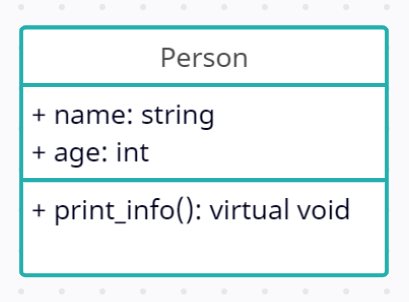 Person
+ name: string
+ age: int
+ print_info(): virtual void